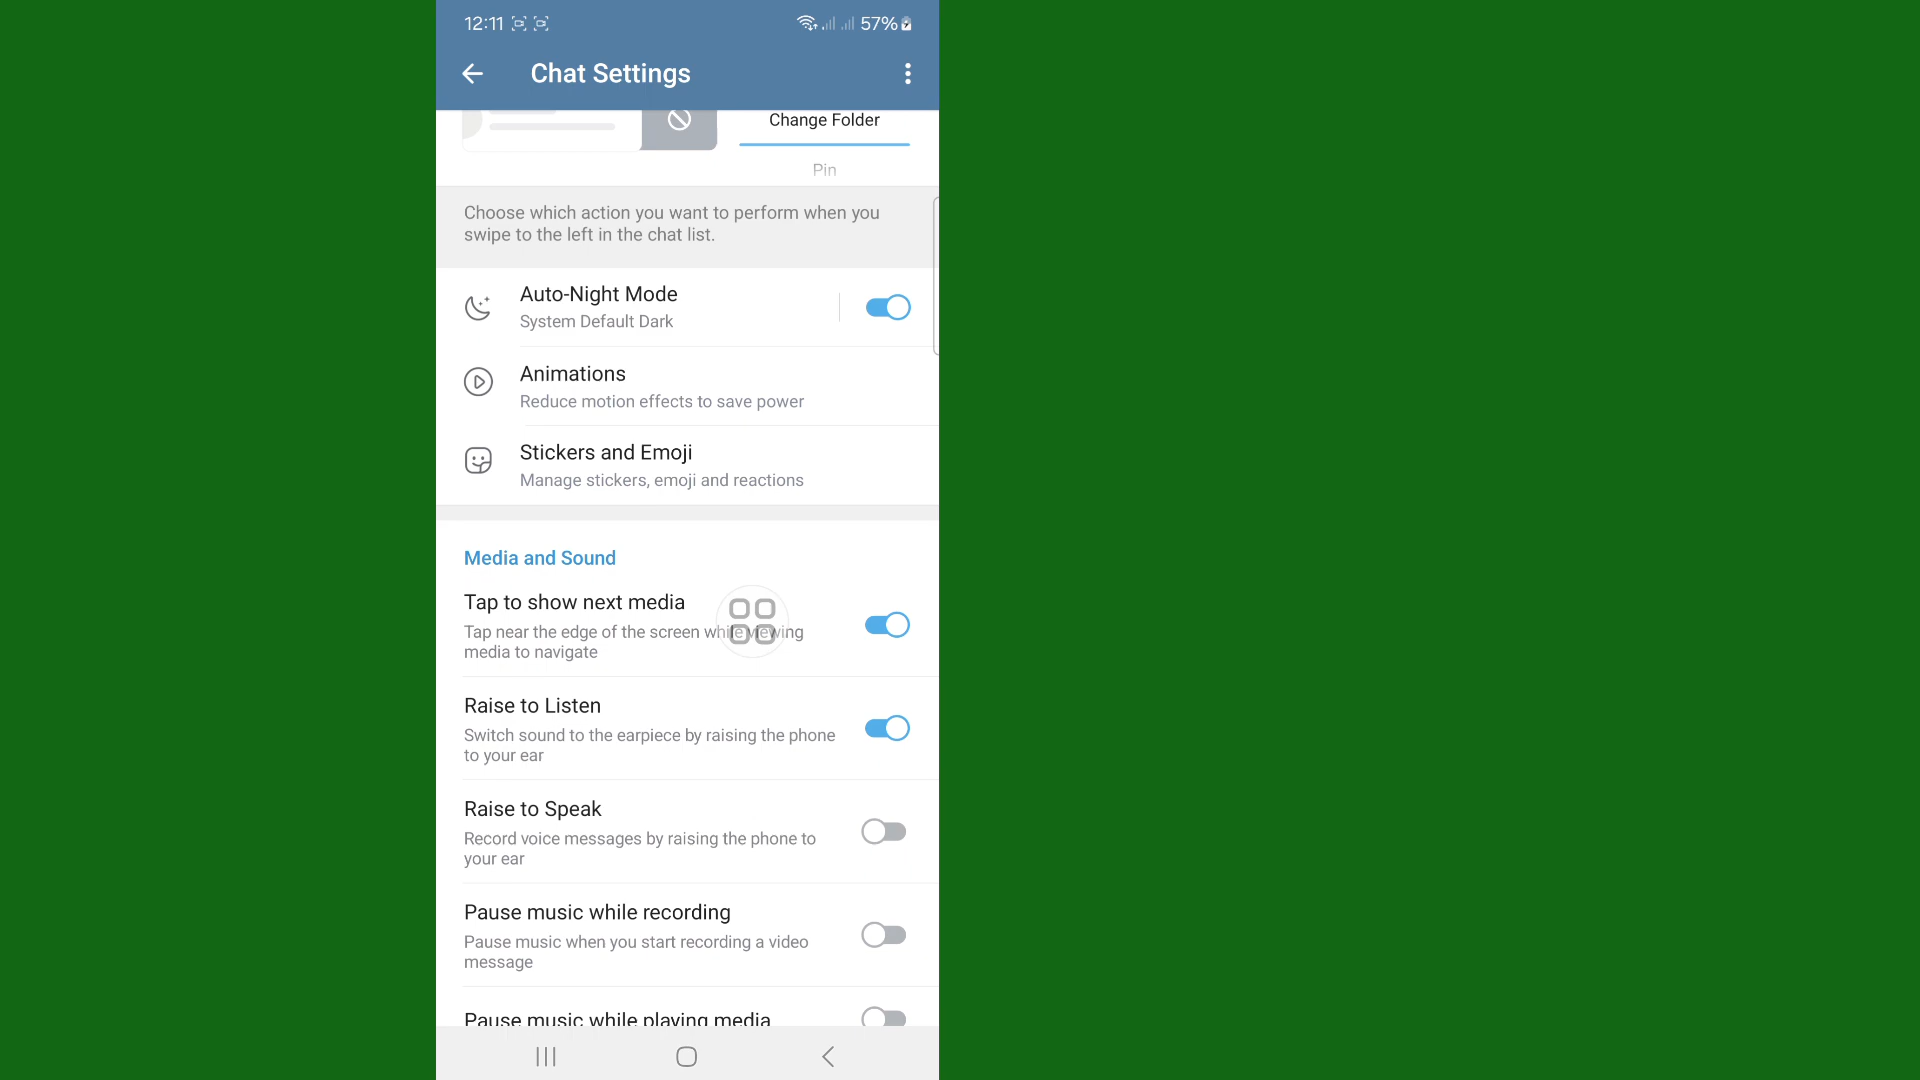 12:11
57%
Chat Settings
Change Folder
Pin
Choose which action you want to perform when you
swipe to the left in the chat list.
Auto-Night Mode
System Default Dark
Animations
Reduce motion effects to save power
Stickers and Emoji
Manage stickers, emoji and reactions
Media and Sound
Tap to show next media
Tap near the edge of the screen while viewing
media to navigate
Raise to Listen
Switch sound to the earpiece by raising the phone
to your ear
Raise to Speak
Record voice messages by raising the phone to
your ear
Pause music while recording
Pause music when you start recording a video
message
Pause music while playing media